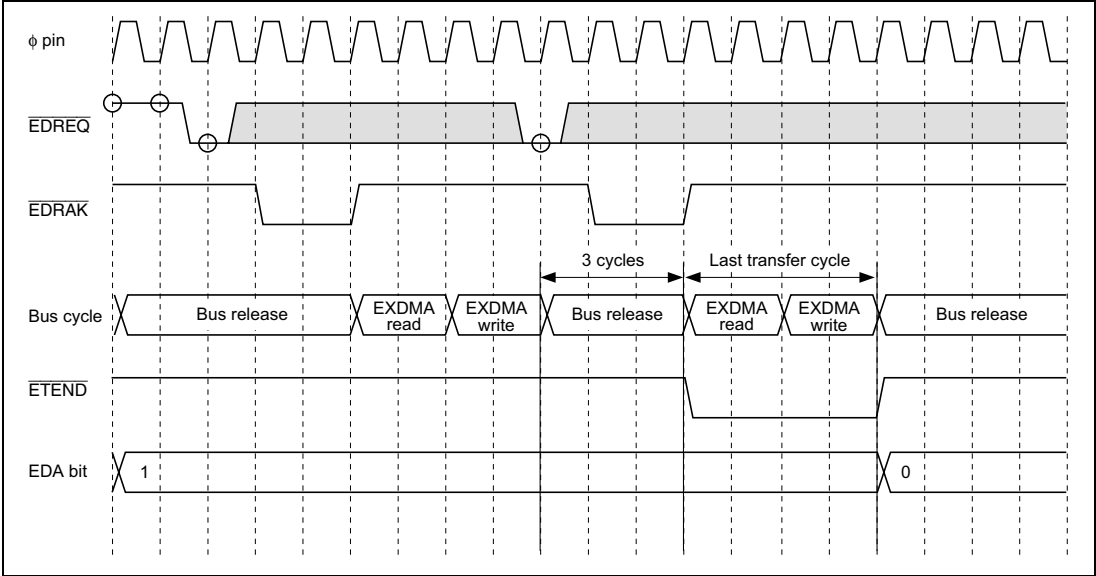 φ pin
EDREQ
EDRAK
3 cycles
Last transfer cycle
Bus cycle
Bus release
EXDMA
read
EXDMA
write
Bus release
EXDMA
read
EXDMA
write
Bus release
ETEND
EDA bit
1
0